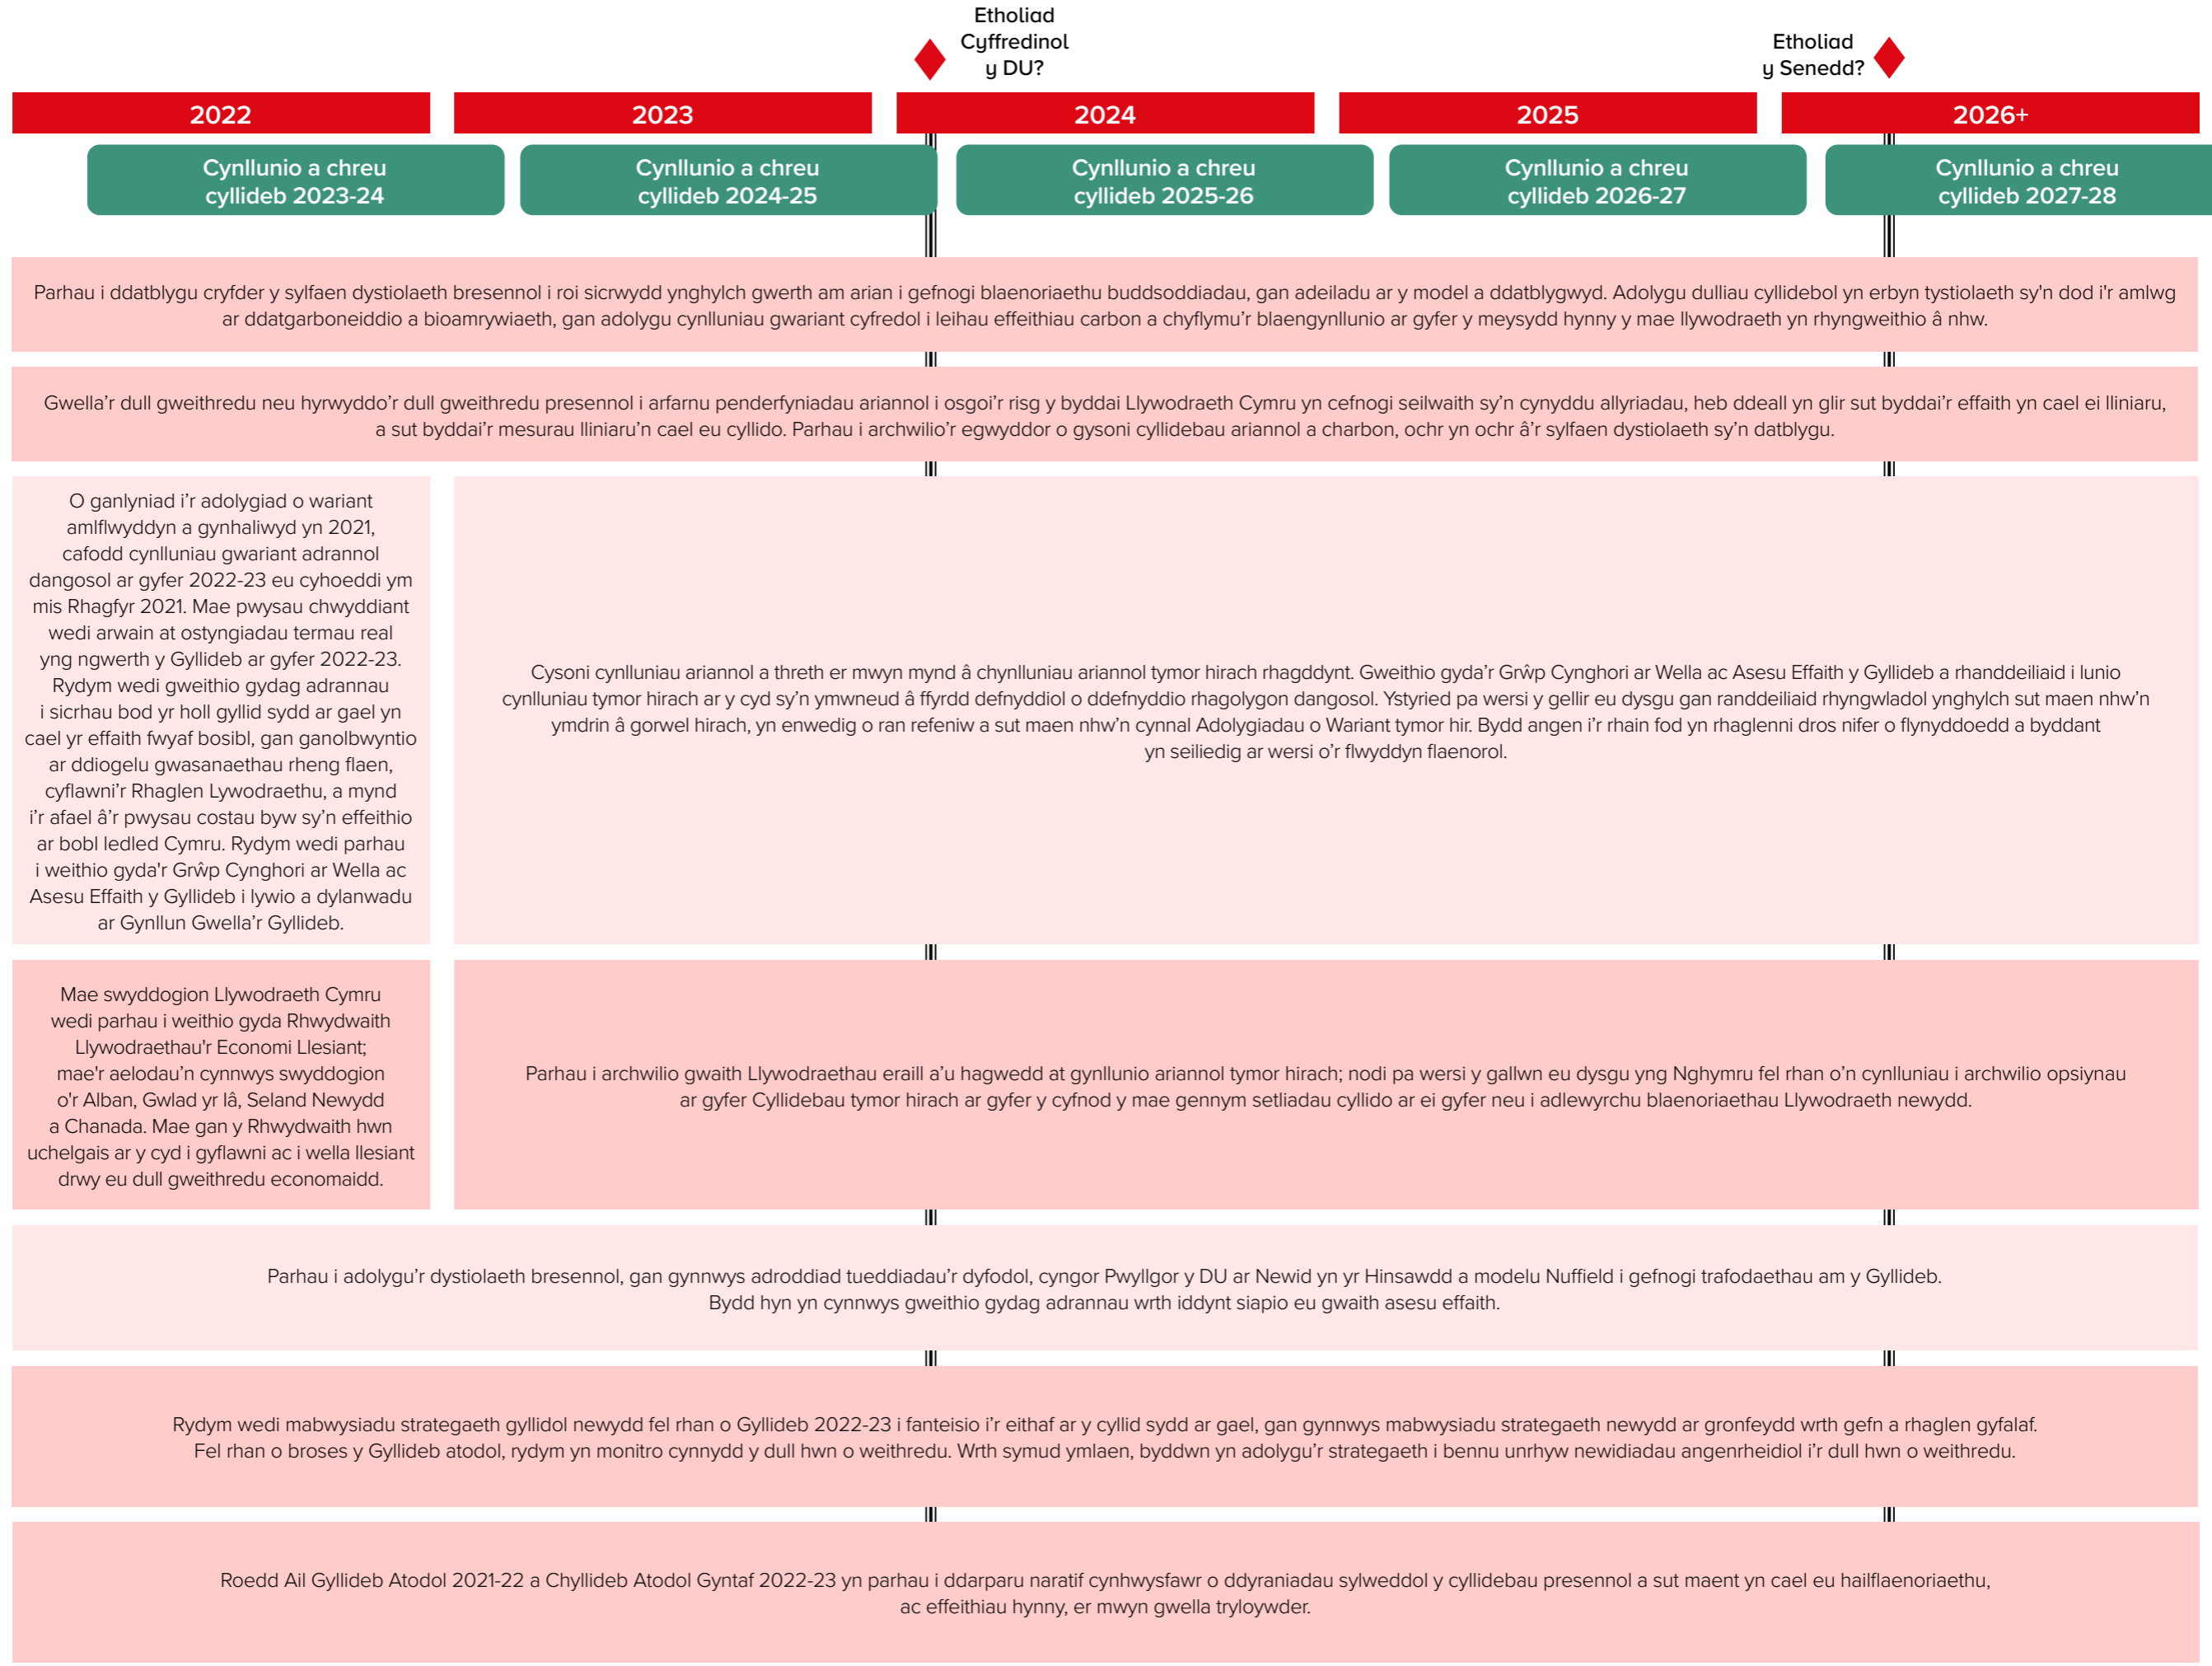 Etholiad
Cyffredinol
y DU?
Etholiad
y Senedd?
2022
2023
2024
2025
2026+
Cynllunio a chreu
cyllideb 2023-24
Cynllunio a chreu
cyllideb 2024-25
Cynllunio a chreu
cyllideb 2025-26
Cynllunio a chreu
cyllideb 2026-27
Cynllunio a chreu
cyllideb 2027-28
Parhau i ddatblygu cryfder y sylfaen dystiolaeth bresennol i roi sicrwydd ynghylch gwerth am arian i gefnogi blaenoriaethu buddsoddiadau, gan adeiladu ar y model a ddatblygwyd. Adolygu dulliau cyllidebol yn erbyn tystiolaeth sy'n dod i'r amlwg
ar ddatgarboneiddio a bioamrywiaeth, gan adolygu cynlluniau gwariant cyfredol i leihau effeithiau carbon a chyflymu’r blaengynllunio ar gyfer y meysydd hynny y mae llywodraeth yn rhyngweithio â nhw.
Gwella’r dull gweithredu neu hyrwyddo’r dull gweithredu presennol i arfarnu penderfyniadau ariannol i osgoi’r risg y byddai Llywodraeth Cymru yn cefnogi seilwaith sy’n cynyddu allyriadau, heb ddeall yn glir sut byddai’r effaith yn cael ei lliniaru,
a sut byddai’r mesurau lliniaru’n cael eu cyllido. Parhau i archwilio’r egwyddor o gysoni cyllidebau ariannol a charbon, ochr yn ochr â’r sylfaen dystiolaeth sy’n datblygu.
O ganlyniad i’r adolygiad o wariant
amlflwyddyn a gynhaliwyd yn 2021,
cafodd cynlluniau gwariant adrannol
dangosol ar gyfer 2022-23 eu cyhoeddi ym
mis Rhagfyr 2021. Mae pwysau chwyddiant
wedi arwain at ostyngiadau termau real
yng ngwerth y Gyllideb ar gyfer 2022-23.
Rydym wedi gweithio gydag adrannau
i sicrhau bod yr holl gyllid sydd ar gael yn
cael yr effaith fwyaf bosibl, gan ganolbwyntio
ar ddiogelu gwasanaethau rheng flaen,
cyflawni’r Rhaglen Lywodraethu, a mynd
i’r afael â’r pwysau costau byw sy’n effeithio
ar bobl ledled Cymru. Rydym wedi parhau
i weithio gyda'r Grŵp Cynghori ar Wella ac
Asesu Effaith y Gyllideb i lywio a dylanwadu
ar Gynllun Gwella’r Gyllideb.
Cysoni cynlluniau ariannol a threth er mwyn mynd â chynlluniau ariannol tymor hirach rhagddynt. Gweithio gyda’r Grŵp Cynghori ar Wella ac Asesu Effaith y Gyllideb a rhanddeiliaid i lunio
cynlluniau tymor hirach ar y cyd sy’n ymwneud â ffyrdd defnyddiol o ddefnyddio rhagolygon dangosol. Ystyried pa wersi y gellir eu dysgu gan randdeiliaid rhyngwladol ynghylch sut maen nhw’n
ymdrin â gorwel hirach, yn enwedig o ran refeniw a sut maen nhw’n cynnal Adolygiadau o Wariant tymor hir. Bydd angen i’r rhain fod yn rhaglenni dros nifer o flynyddoedd a byddant
yn seiliedig ar wersi o’r flwyddyn flaenorol.
Mae swyddogion Llywodraeth Cymru
wedi parhau i weithio gyda Rhwydwaith
Llywodraethau'r Economi Llesiant;
mae'r aelodau’n cynnwys swyddogion
o'r Alban, Gwlad yr Iâ, Seland Newydd
a Chanada. Mae gan y Rhwydwaith hwn
uchelgais ar y cyd i gyflawni ac i wella llesiant
drwy eu dull gweithredu economaidd.
Parhau i archwilio gwaith Llywodraethau eraill a’u hagwedd at gynllunio ariannol tymor hirach; nodi pa wersi y gallwn eu dysgu yng Nghymru fel rhan o’n cynlluniau i archwilio opsiynau
ar gyfer Cyllidebau tymor hirach ar gyfer y cyfnod y mae gennym setliadau cyllido ar ei gyfer neu i adlewyrchu blaenoriaethau Llywodraeth newydd.
Parhau i adolygu’r dystiolaeth bresennol, gan gynnwys adroddiad tueddiadau’r dyfodol, cyngor Pwyllgor y DU ar Newid yn yr Hinsawdd a modelu Nuffield i gefnogi trafodaethau am y Gyllideb.
Bydd hyn yn cynnwys gweithio gydag adrannau wrth iddynt siapio eu gwaith asesu effaith.
Rydym wedi mabwysiadu strategaeth gyllidol newydd fel rhan o Gyllideb 2022-23 i fanteisio i’r eithaf ar y cyllid sydd ar gael, gan gynnwys mabwysiadu strategaeth newydd ar gronfeydd wrth gefn a rhaglen gyfalaf.
Fel rhan o broses y Gyllideb atodol, rydym yn monitro cynnydd y dull hwn o weithredu. Wrth symud ymlaen, byddwn yn adolygu’r strategaeth i bennu unrhyw newidiadau angenrheidiol i’r dull hwn o weithredu.
Roedd Ail Gyllideb Atodol 2021-22 a Chyllideb Atodol Gyntaf 2022-23 yn parhau i ddarparu naratif cynhwysfawr o ddyraniadau sylweddol y cyllidebau presennol a sut maent yn cael eu hailflaenoriaethu,
ac effeithiau hynny, er mwyn gwella tryloywder.